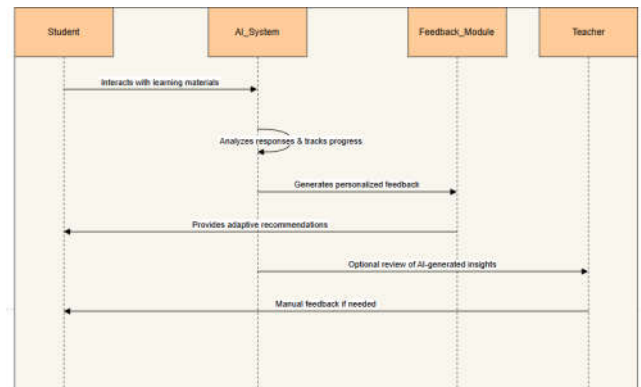 Student
AI_System
Feedback_Module
Teacher
Interacts with learning materials
Analyzes responses & tracks progress
Generates personalized feedback
Provides adaptive recommendations
Optional review of AI-generated insights
Manual feedback if needed